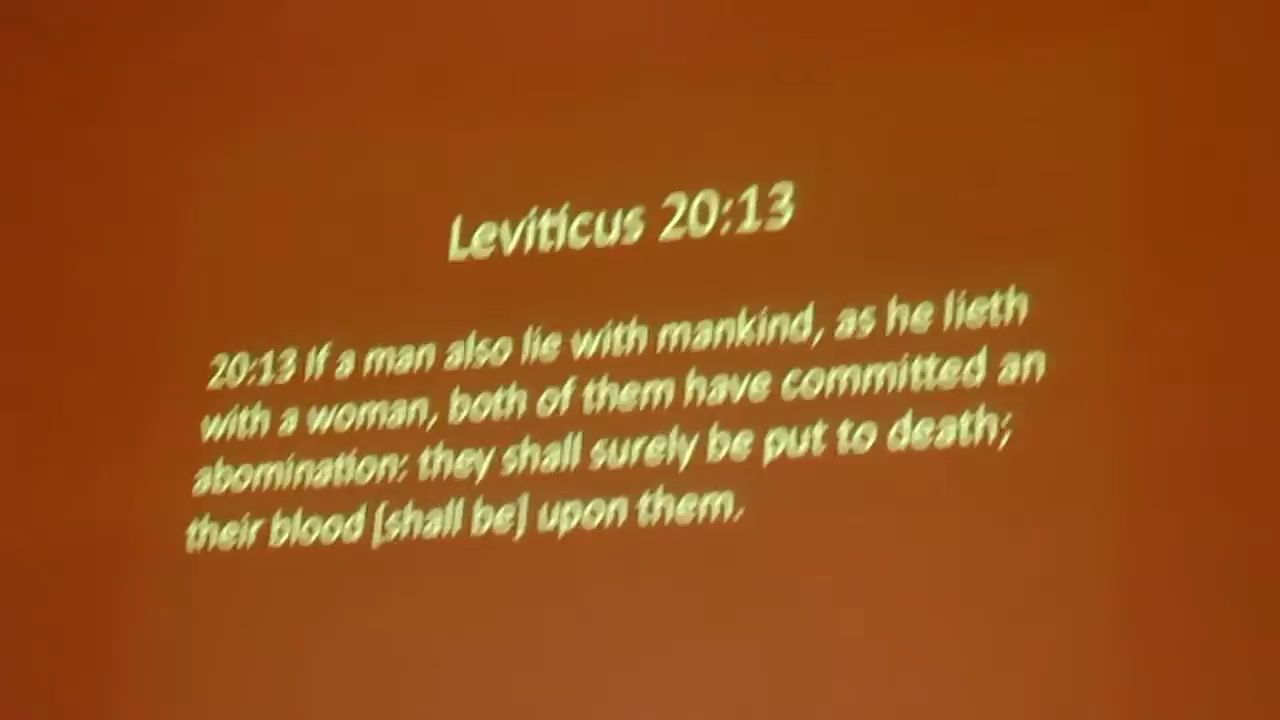 Leviticus 20:13
20:13 If a man also lie with mankind, as he lieth
with a woman, both of them have committed an
abomination: they shall surely be put to death;
their blood [shall be] upon them.